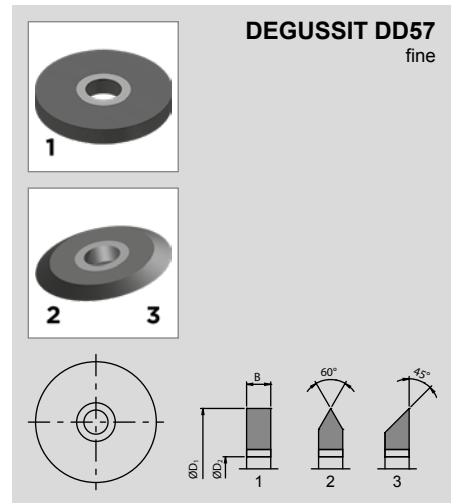 DEGUSSIT DD57
fine
1
2 3
B
60°
45°
ØD₁
ØD₂
1 2 3